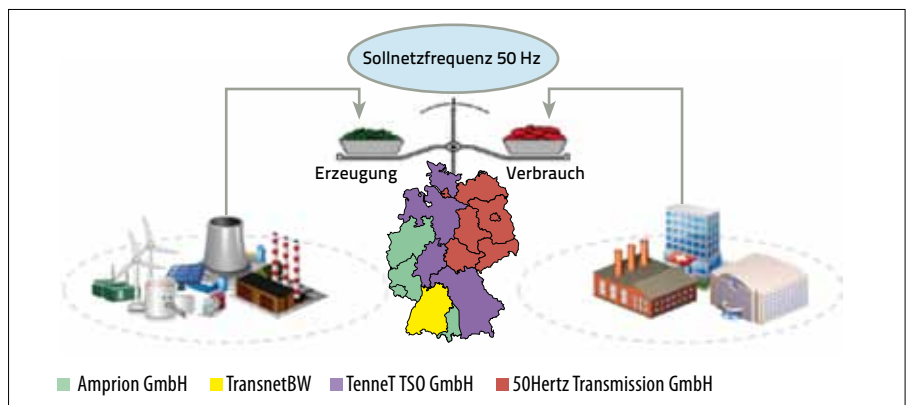 Sollnetzfrequenz 50 Hz
Erzeugung
Verbrauch
Amprion GmbH
TransnetBW
TenneT TSO GmbH
50Hertz Transmission GmbH